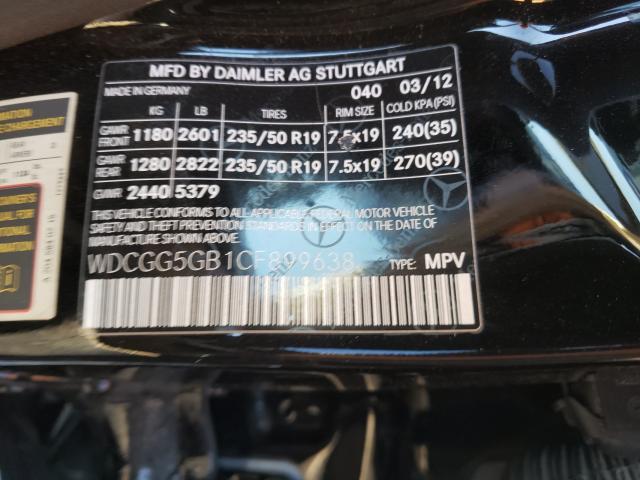 MFD BY DAIMLER AG STUTTGART
MADE IN GERMANY 040 03/12
KG LB TIRES RIM SIZE COLD KPA(PSI)
GAWR FRONT 1180 2601 235/50 R19 7.5x19 240(35)
GAWR REAR 1280 2822 235/50 R19 7.5x19 270(39)
GVWR 2440 5379
THIS VEHICLE CONFORMS TO ALL APPLICABLE FEDERAL MOTOR VEHICLE
SAFETY AND THEFT PREVENTION STANDARDS IN EFFECT ON THE
DATE OF MANUFACTURE SHOWN ABOVE
WDCGG5GB1CF899638 TYPE: MPV